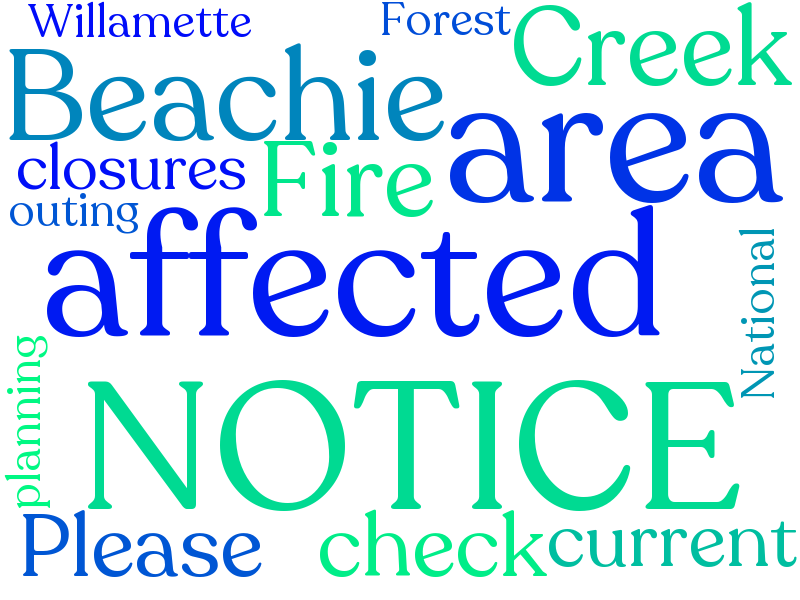 Willamette
Forest
Creek
Beachie
area
closures
Fire
outing
affected
National
planning
NOTICE
Please
check
current